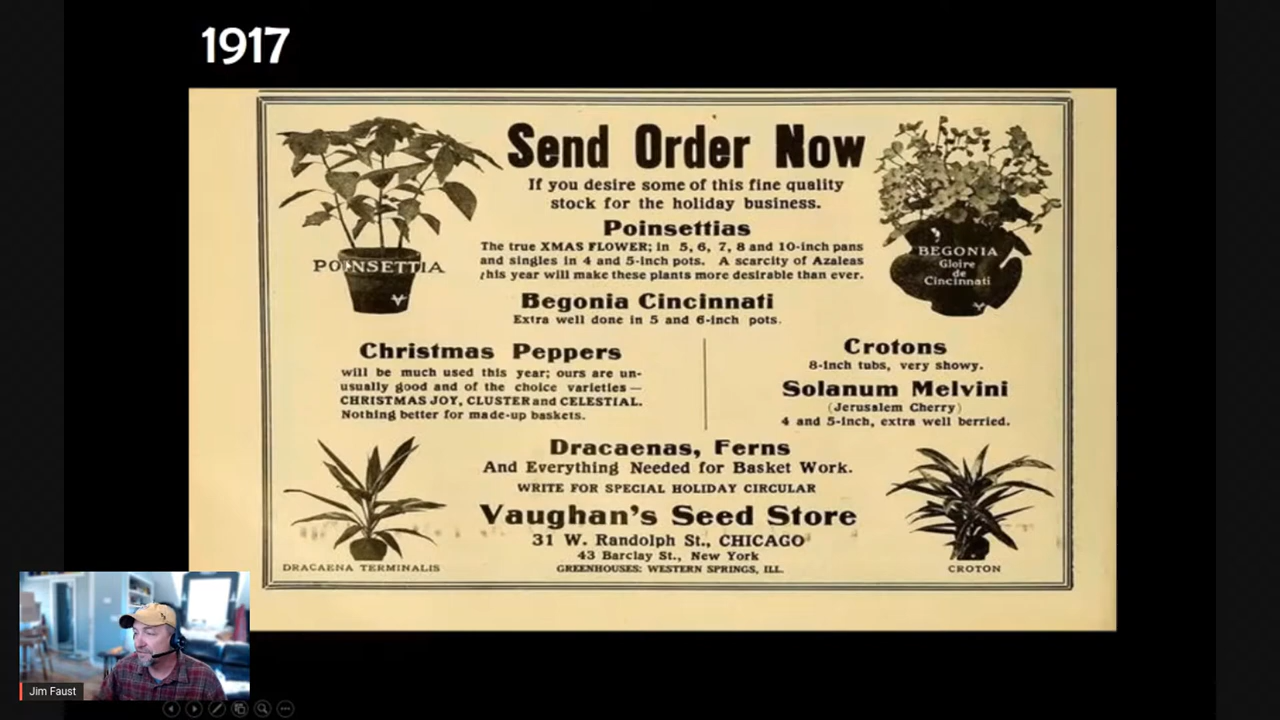 1917
Send Order Now
If you desire some of this fine quality
stock for the holiday business.
Poinsettias
The true XMAS FLOWER; in 5, 6, 7, 8 and 10-inch pans
and singles in 4 and 5-inch pots. A scarcity of Azaleas
this year will make these plants more desirable than ever.
POINSETTIA
BEGONIA
Gloire
de
Cincinnati
Begonia Cincinnati
Extra well done in 5 and 6-inch pots.
Christmas Peppers
will be much used this year; ours are un-
usually good and of the choice varieties—
CHRISTMAS JOY, CLUSTER and CELESTIAL.
Nothing better for made-up baskets.
Crotons
8-inch tubs, very showy.
Solanum Melvini
(Jerusalem Cherry)
4 and 5-inch, extra well berried.
Dracaenas, Ferns
And Everything Needed for Basket Work.
WRITE FOR SPECIAL HOLIDAY CIRCULAR
Vaughan's Seed Store
31 W. Randolph St., CHICAGO
43 Barclay St., New York
GREENHOUSES: WESTERN SPRINGS, ILL.
DRACAENA TERMINALIS
CROTON
Jim Faust